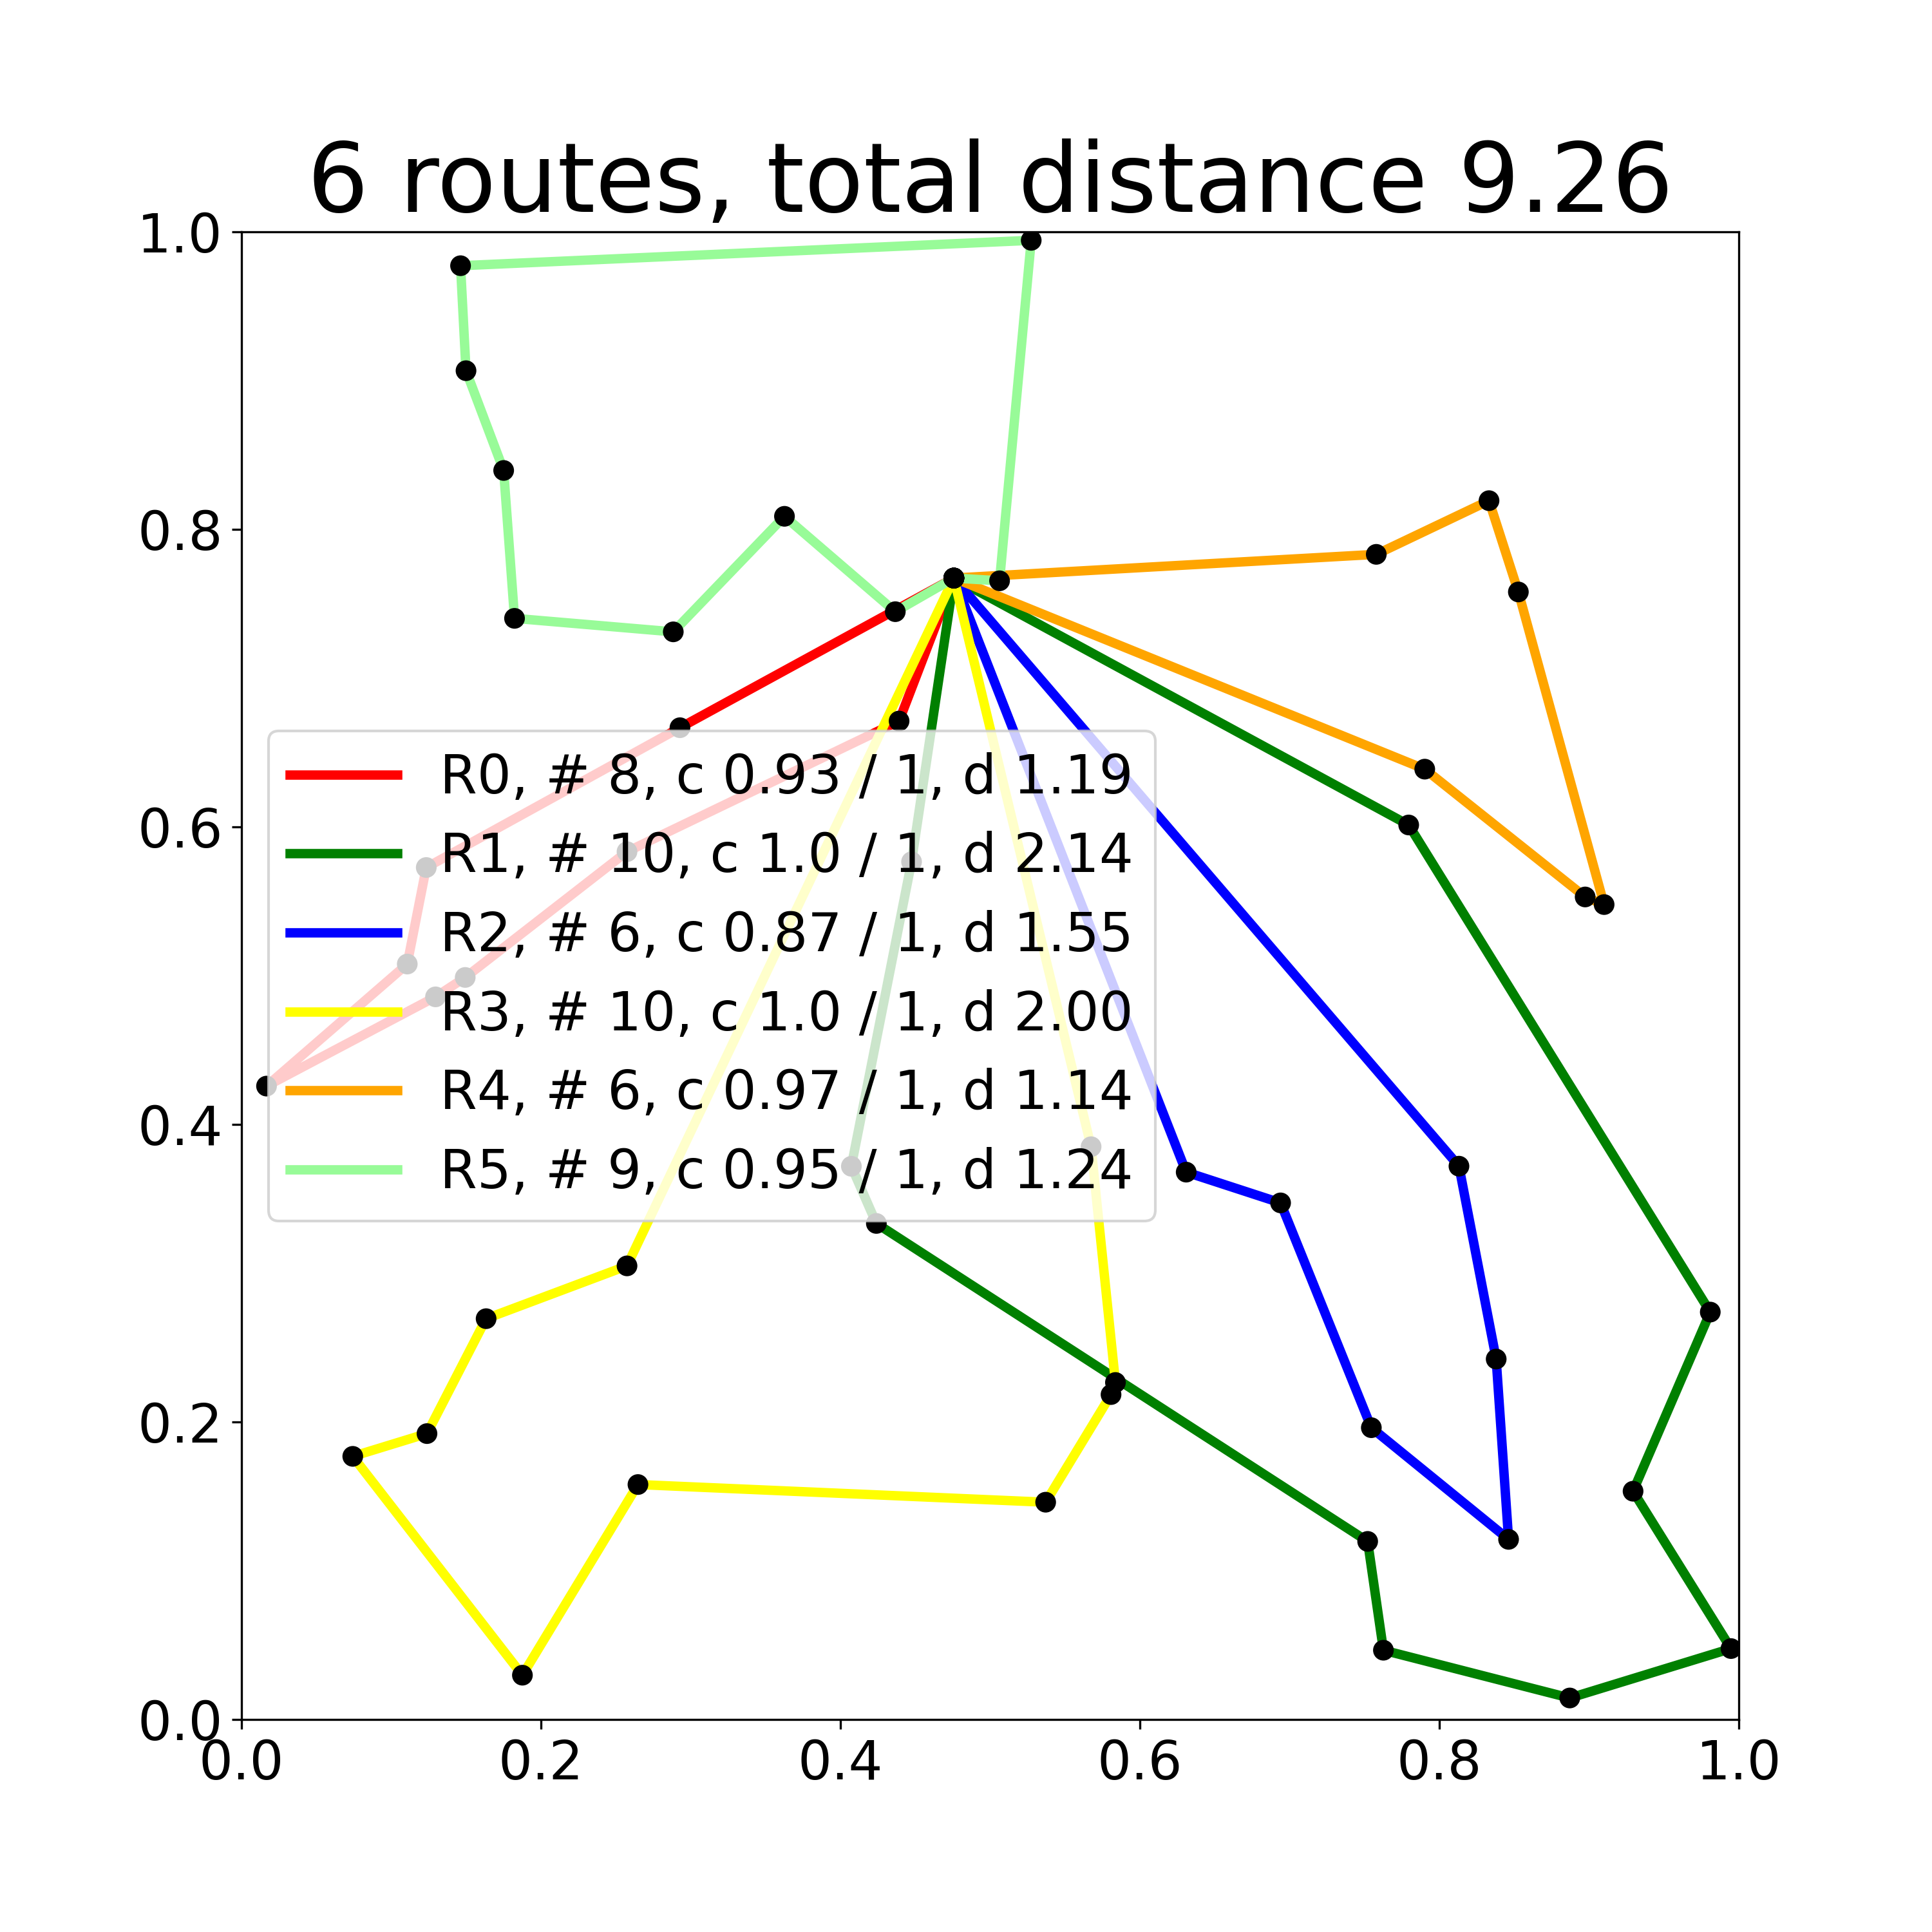 6 routes, total distance 9.26
1.0
0.8
0.6
0.4
0.2
0.0
R0, # 8, c 0.93 / 1, d 1.19
R1, # 10, c 1.0 / 1, d 2.14
R2, # 6, c 0.87 / 1, d 1.55
R3, # 10, c 1.0 / 1, d 2.00
R4, # 6, c 0.97 / 1, d 1.14
R5, # 9, c 0.95 / 1, d 1.24
0.0 0.2 0.4 0.6 0.8 1.0